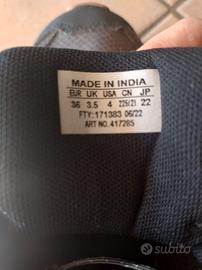 MADE IN INDIA
EUR UK USA CN JP
36 3.5 4 225(2) 22
FTY:171383 06/22
ART NO. 417285
subito